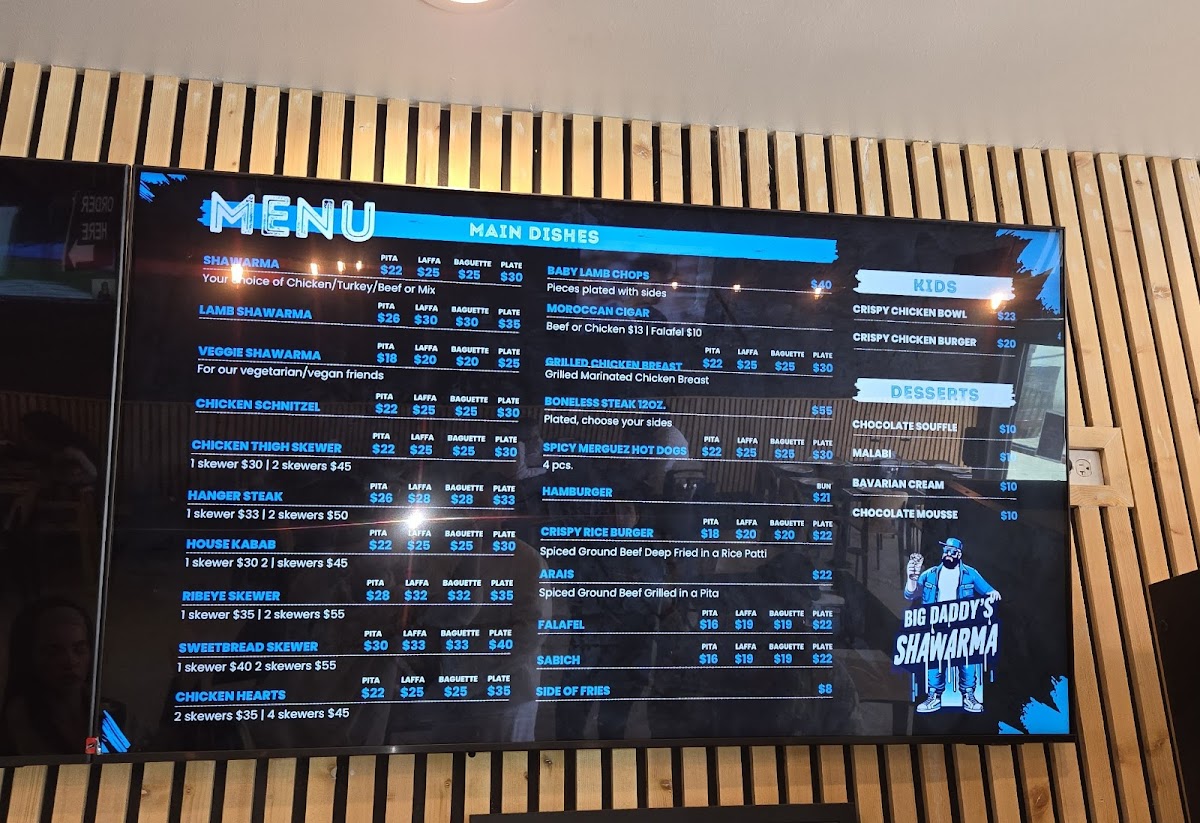 ORDER
HERE
MENU
MAIN DISHES
SHAWARMA PITA $22 LAFFA $25 BAGUETTE $25 PLATE $30
Your choice of Chicken/Turkey/Beef or Mix
LAMB SHAWARMA PITA $26 LAFFA $30 BAGUETTE $30 PLATE $35
VEGGIE SHAWARMA PITA $18 LAFFA $20 BAGUETTE $20 PLATE $25
For our vegetarian/vegan friends
CHICKEN SCHNITZEL PITA $22 LAFFA $25 BAGUETTE $25 PLATE $30
CHICKEN THIGH SKEWER PITA $22 LAFFA $25 BAGUETTE $25 PLATE $30
1 skewer $30 | 2 skewers $45
HANGER STEAK PITA $26 LAFFA $28 BAGUETTE $28 PLATE $33
1 skewer $33 | 2 skewers $50
HOUSE KABAB PITA $22 LAFFA $25 BAGUETTE $25 PLATE $30
1 skewer $30 2 | skewers $45
RIBEYE SKEWER PITA $28 LAFFA $32 BAGUETTE $32 PLATE $35
1 skewer $35 | 2 skewers $55
SWEETBREAD SKEWER PITA $30 LAFFA $33 BAGUETTE $33 PLATE $40
1 skewer $40 2 skewers $55
CHICKEN HEARTS PITA $22 LAFFA $25 BAGUETTE $25 PLATE $35
2 skewers $35 | 4 skewers $45
BABY LAMB CHOPS $40
Pieces plated with sides
MOROCCAN CIGAR
Beef or Chicken $13 | Falafel $10
GRILLED CHICKEN BREAST PITA $22 LAFFA $25 BAGUETTE $25 PLATE $30
Grilled Marinated Chicken Breast
BONELESS STEAK 12OZ. $55
Plated, choose your sides
SPICY MERGUEZ HOT DOGS PITA $22 LAFFA $25 BAGUETTE $25 PLATE $30
4 pcs.
HAMBURGER BUN $21
CRISPY RICE BURGER PITA $18 LAFFA $20 BAGUETTE $20 PLATE $22
Spiced Ground Beef Deep Fried in a Rice Patti
ARAIS $22
Spiced Ground Beef Grilled in a Pita
FALAFEL PITA $16 LAFFA $19 BAGUETTE $19 PLATE $22
SABICH PITA $16 LAFFA $19 BAGUETTE $19 PLATE $22
SIDE OF FRIES $8
KIDS
CRISPY CHICKEN BOWL $23
CRISPY CHICKEN BURGER $20
DESSERTS
CHOCOLATE SOUFFLE $10
MALABI
BAVARIAN CREAM $10
CHOCOLATE MOUSSE $10
BIG DADDY'S
SHAWARMA